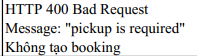 HTTP 400 Bad Request
Message: "pickup is required"
Không tạo booking